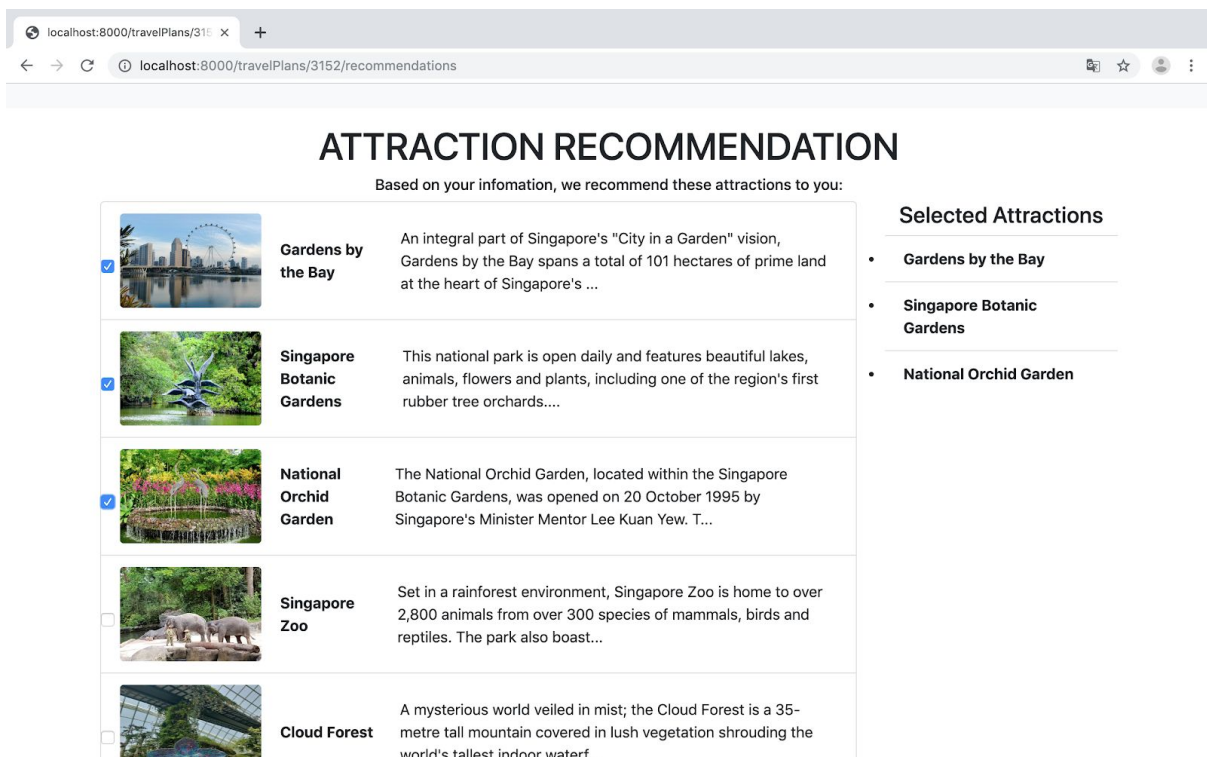 localhost:8000/travelPlans/315
localhost:8000/travelPlans/3152/recommendations
ATTRACTION RECOMMENDATION
Based on your infomation, we recommend these attractions to you:
Gardens by
the Bay
An integral part of Singapore's "City in a Garden" vision,
Gardens by the Bay spans a total of 101 hectares of prime land
at the heart of Singapore's ...
Singapore
Botanic
Gardens
This national park is open daily and features beautiful lakes,
animals, flowers and plants, including one of the region's first
rubber tree orchards....
National
Orchid
Garden
The National Orchid Garden, located within the Singapore
Botanic Gardens, was opened on 20 October 1995 by
Singapore's Minister Mentor Lee Kuan Yew. T...
Singapore
Zoo
Set in a rainforest environment, Singapore Zoo is home to over
2,800 animals from over 300 species of mammals, birds and
reptiles. The park also boast...
Cloud Forest
A mysterious world veiled in mist; the Cloud Forest is a 35-
metre tall mountain covered in lush vegetation shrouding the
world's tallest indoor waterf
Selected Attractions
Gardens by the Bay
Singapore Botanic
Gardens
National Orchid Garden